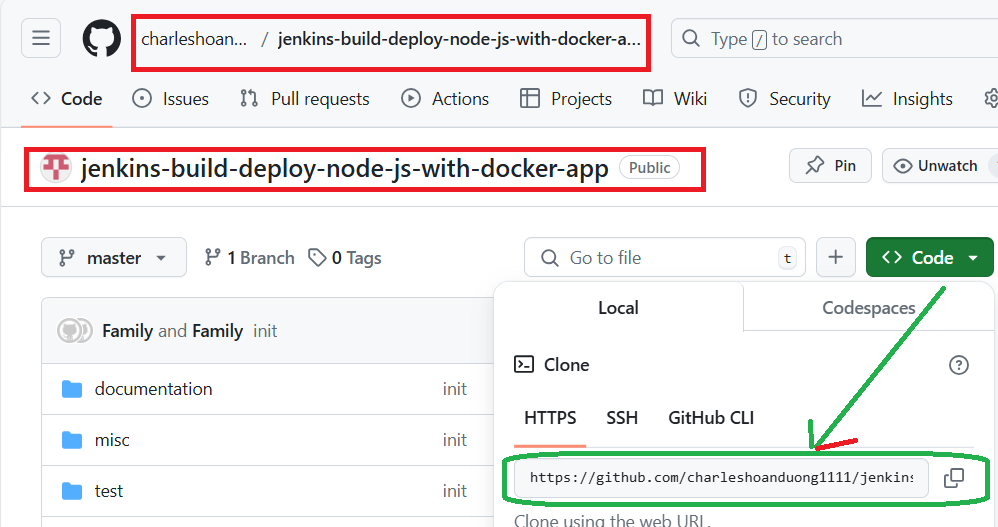 charleshoan... / jenkins-build-deploy-node-js-with-docker-a... Type / to search
Code Issues Pull requests Actions Projects Wiki Security Insights
jenkins-build-deploy-node-js-with-docker-app Public Pin Unwatch
master 1 Branch 0 Tags Go to file t + Code
Local Codespaces
Family and Family init
Clone
documentation init
HTTPS SSH GitHub CLI
misc init
https://github.com/charleshoanduong1111/jenkins
test init
Clone using the web URL.